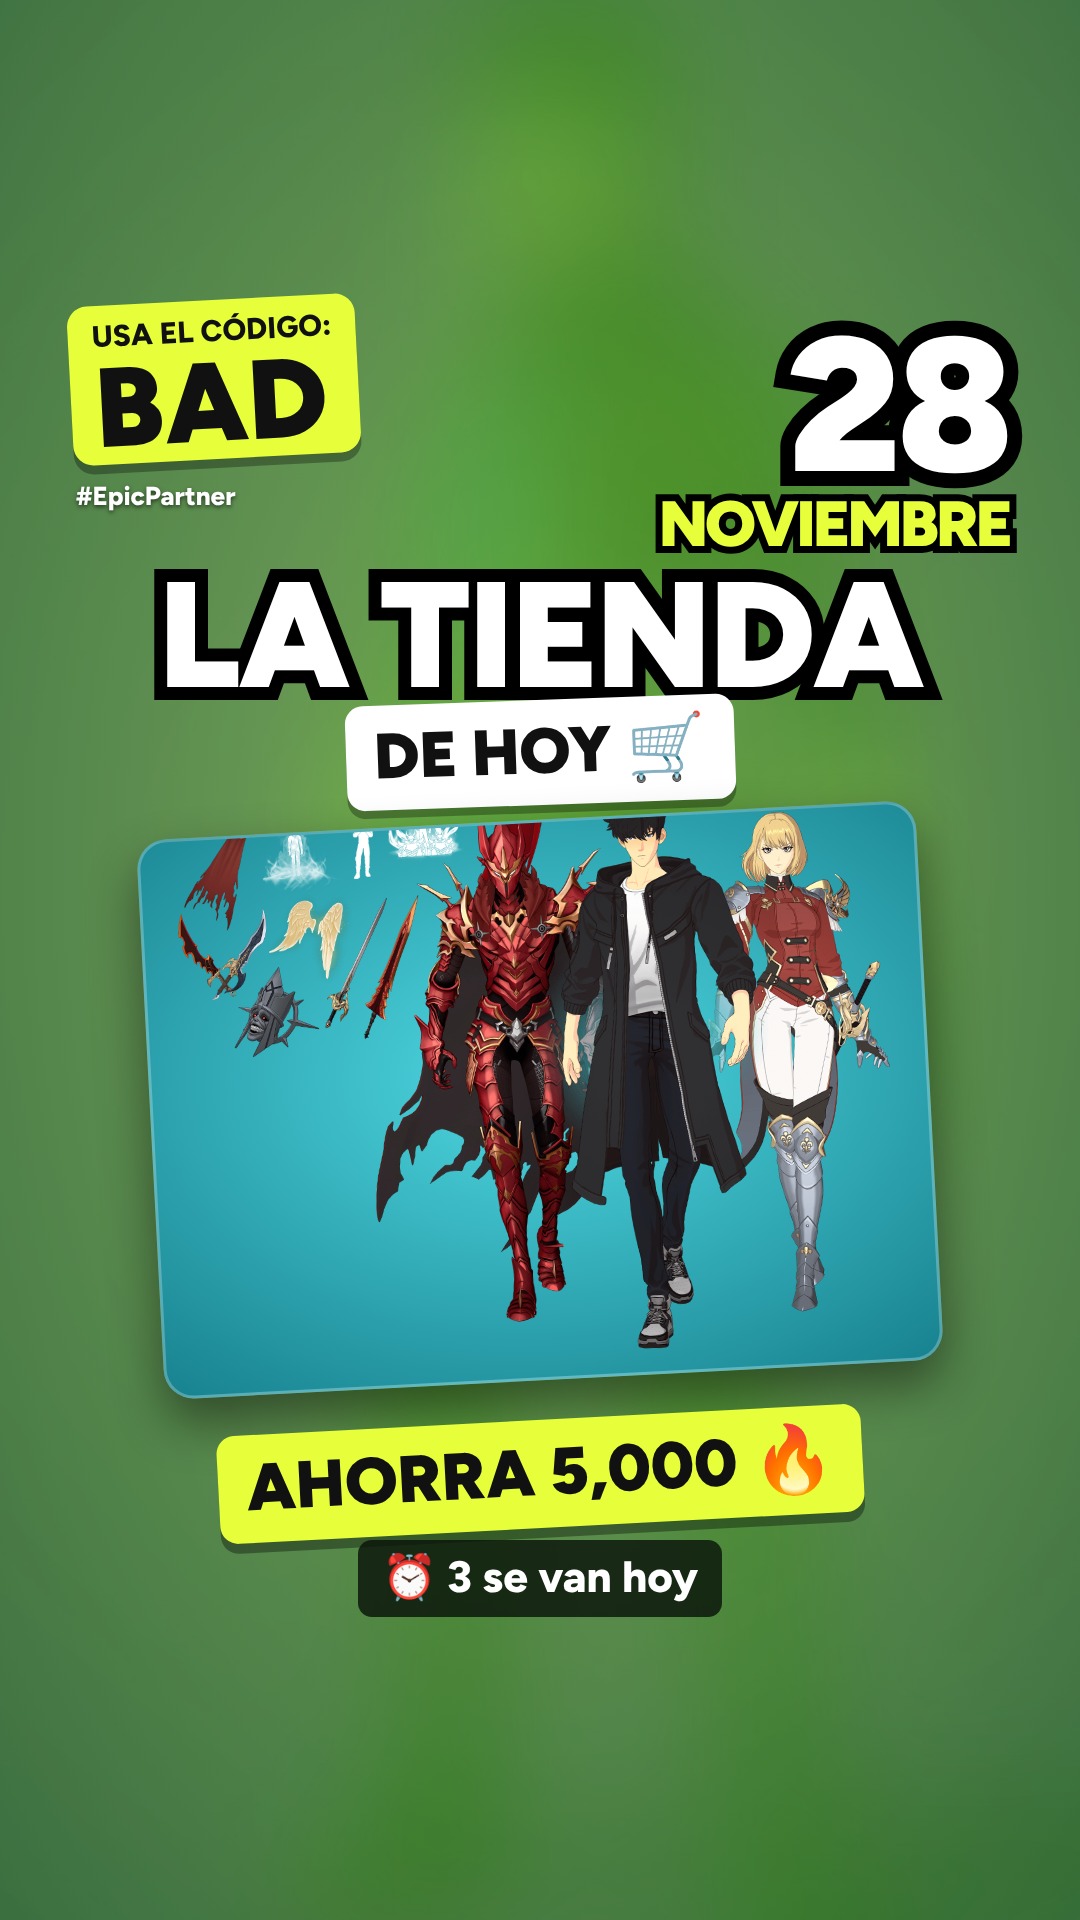 USA EL CÓDIGO:
BAD
#EpicPartner
28
NOVIEMBRE
LA TIENDA
DE HOY
AHORRA 5,000
3 se van hoy